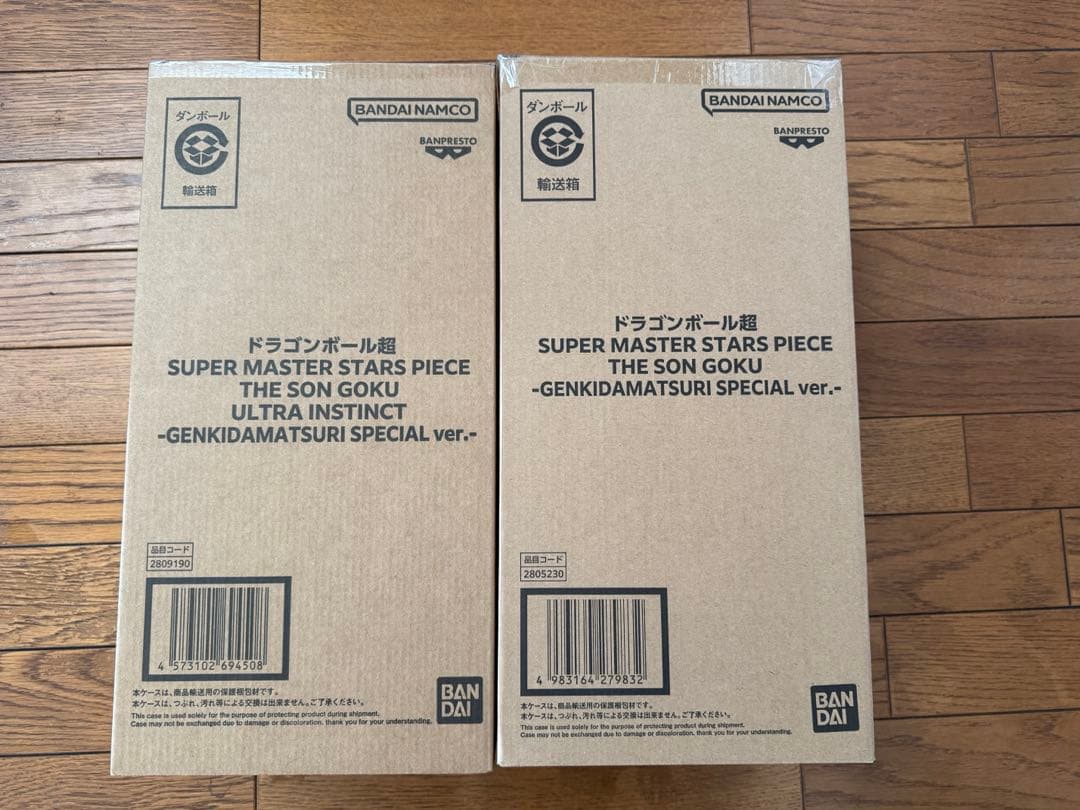 ダンボール
輸送箱
BANDAI NAMCO
BANPRESTO
ドラゴンボール超
SUPER MASTER STARS PIECE
THE SON GOKU
ULTRA INSTINCT
-GENKIDAMATSURI SPECIAL ver.-
品目コード
2809190
4 573102 694508
本ケースは、商品輸送用の保護梱包材です。
本ケースは、つぶれ、汚れ等による交換は出来ません。ご了承ください。
This case is used solely for the purpose of protecting product during shipment.
Case may not be exchanged due to damage or discoloration. thank you for your understanding.
BAN
DAI
ダンボール
輸送箱
BANDAI NAMCO
BANPRESTO
ドラゴンボール超
SUPER MASTER STARS PIECE
THE SON GOKU
-GENKIDAMATSURI SPECIAL ver.-
品目コード
2805230
4 983164 279832
本ケースは、商品輸送用の保護梱包材です。
本ケースは、つぶれ、汚れ等による交換は出来ません。ご了承ください。
This case is used solely for the purpose of protecting product during shipment.
Case may not be exchanged due to damage or discoloration. thank you for your understanding.
BAN
DAI